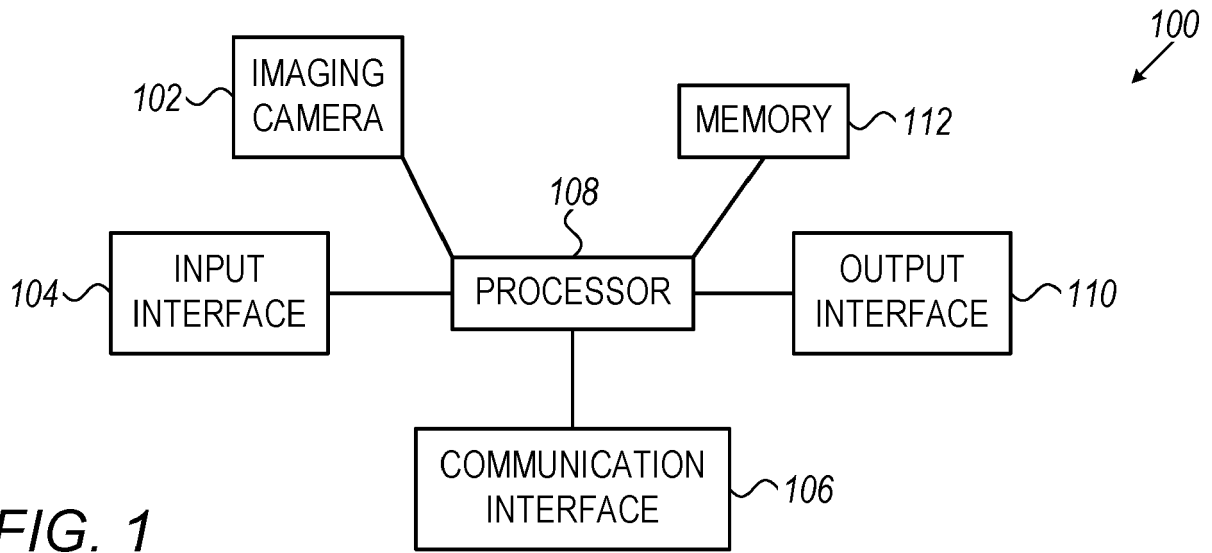 100
IMAGING
CAMERA
102
MEMORY
112
108
INPUT
INTERFACE
104
PROCESSOR
OUTPUT
INTERFACE
110
COMMUNICATION
INTERFACE
106
FIG. 1